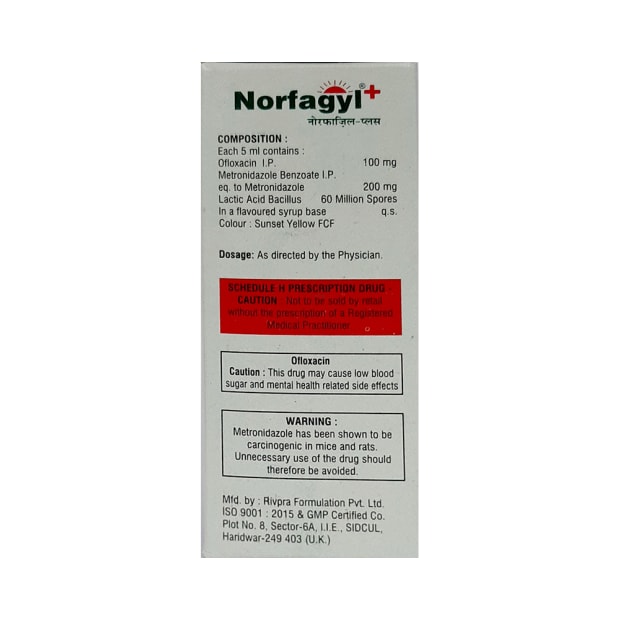 Norfagyl®+
नोरफाज़िल-प्लस
COMPOSITION :
Each 5 ml contains :
Ofloxacin I.P. 100 mg
Metronidazole Benzoate I.P.
eq. to Metronidazole 200 mg
Lactic Acid Bacillus 60 Million Spores
In a flavoured syrup base q.s.
Colour : Sunset Yellow FCF
Dosage: As directed by the Physician.
SCHEDULE H PRESCRIPTION DRUG
CAUTION : Not to be sold by retail
without the prescription of a Registered
Medical Practitioner.
Ofloxacin
Caution : This drug may cause low blood
sugar and mental health related side effects
WARNING :
Metronidazole has been shown to be
carcinogenic in mice and rats.
Unnecessary use of the drug should
therefore be avoided.
Mfd. by : Rivpra Formulation Pvt. Ltd.
ISO 9001 : 2015 & GMP Certified Co.
Plot No. 8, Sector-6A, I.I.E., SIDCUL,
Haridwar-249 403 (U.K.)